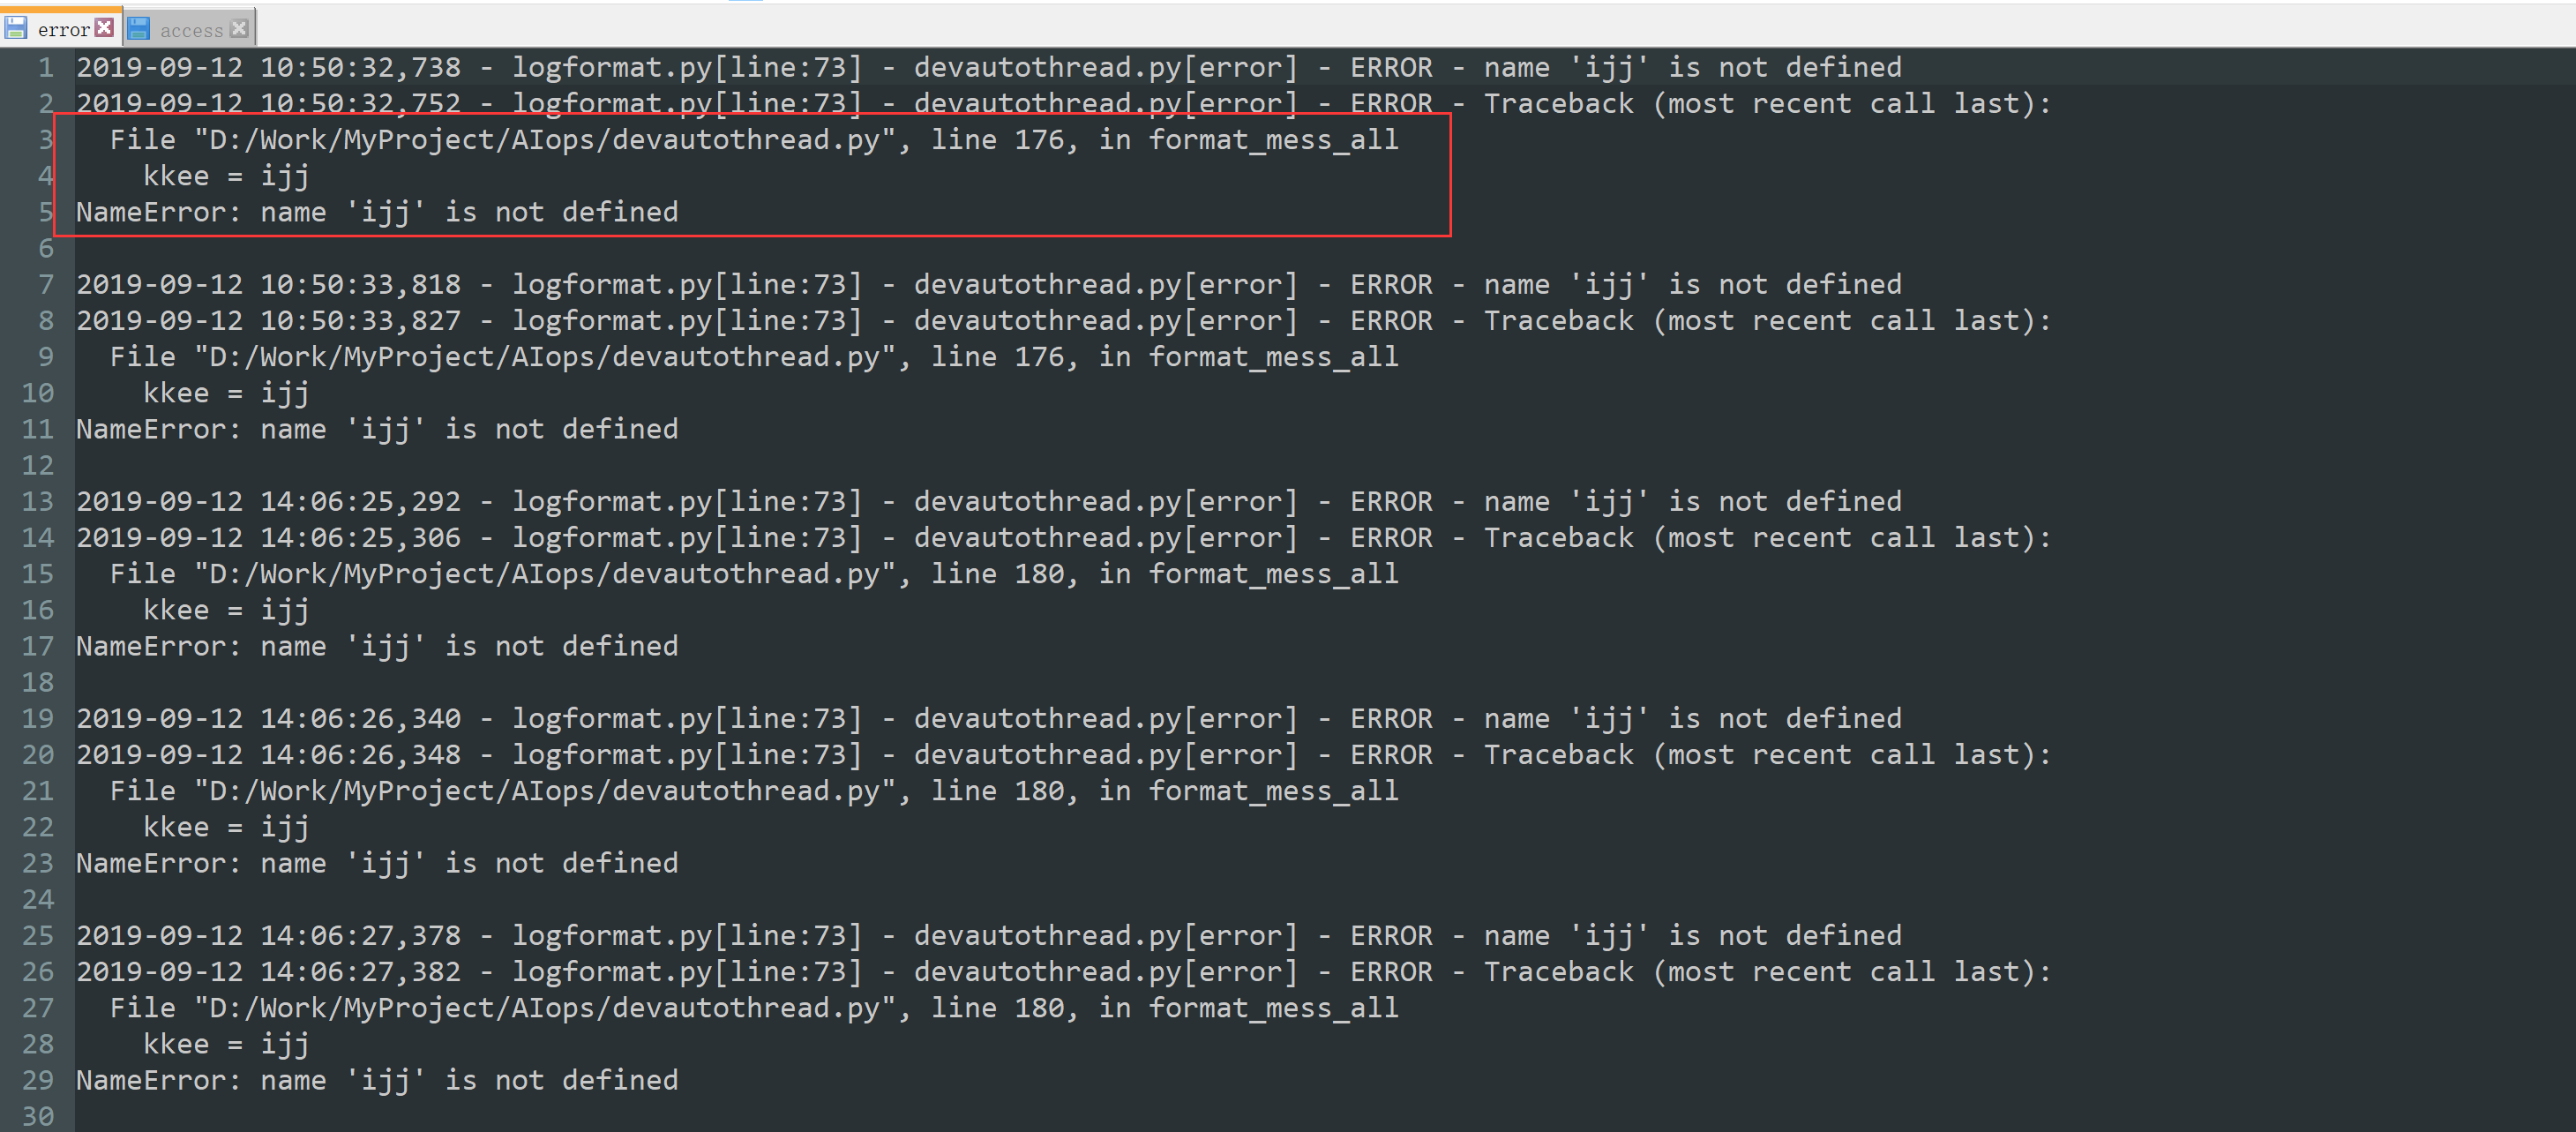 error access
1 2019-09-12 10:50:32,738 - logformat.py[line:73] - devautothread.py[error] - ERROR - name 'ijj' is not defined
2 2019-09-12 10:50:32,752 - logformat.py[line:73] - devautothread.py[error] - ERROR - Traceback (most recent call last):
3   File "D:/Work/MyProject/AIops/devautothread.py", line 176, in format_mess_all
4     kkee = ijj
5 NameError: name 'ijj' is not defined
6
7 2019-09-12 10:50:33,818 - logformat.py[line:73] - devautothread.py[error] - ERROR - name 'ijj' is not defined
8 2019-09-12 10:50:33,827 - logformat.py[line:73] - devautothread.py[error] - ERROR - Traceback (most recent call last):
9   File "D:/Work/MyProject/AIops/devautothread.py", line 176, in format_mess_all
10     kkee = ijj
11 NameError: name 'ijj' is not defined
12
13 2019-09-12 14:06:25,292 - logformat.py[line:73] - devautothread.py[error] - ERROR - name 'ijj' is not defined
14 2019-09-12 14:06:25,306 - logformat.py[line:73] - devautothread.py[error] - ERROR - Traceback (most recent call last):
15   File "D:/Work/MyProject/AIops/devautothread.py", line 180, in format_mess_all
16     kkee = ijj
17 NameError: name 'ijj' is not defined
18
19 2019-09-12 14:06:26,340 - logformat.py[line:73] - devautothread.py[error] - ERROR - name 'ijj' is not defined
20 2019-09-12 14:06:26,348 - logformat.py[line:73] - devautothread.py[error] - ERROR - Traceback (most recent call last):
21   File "D:/Work/MyProject/AIops/devautothread.py", line 180, in format_mess_all
22     kkee = ijj
23 NameError: name 'ijj' is not defined
24
25 2019-09-12 14:06:27,378 - logformat.py[line:73] - devautothread.py[error] - ERROR - name 'ijj' is not defined
26 2019-09-12 14:06:27,382 - logformat.py[line:73] - devautothread.py[error] - ERROR - Traceback (most recent call last):
27   File "D:/Work/MyProject/AIops/devautothread.py", line 180, in format_mess_all
28     kkee = ijj
29 NameError: name 'ijj' is not defined
30